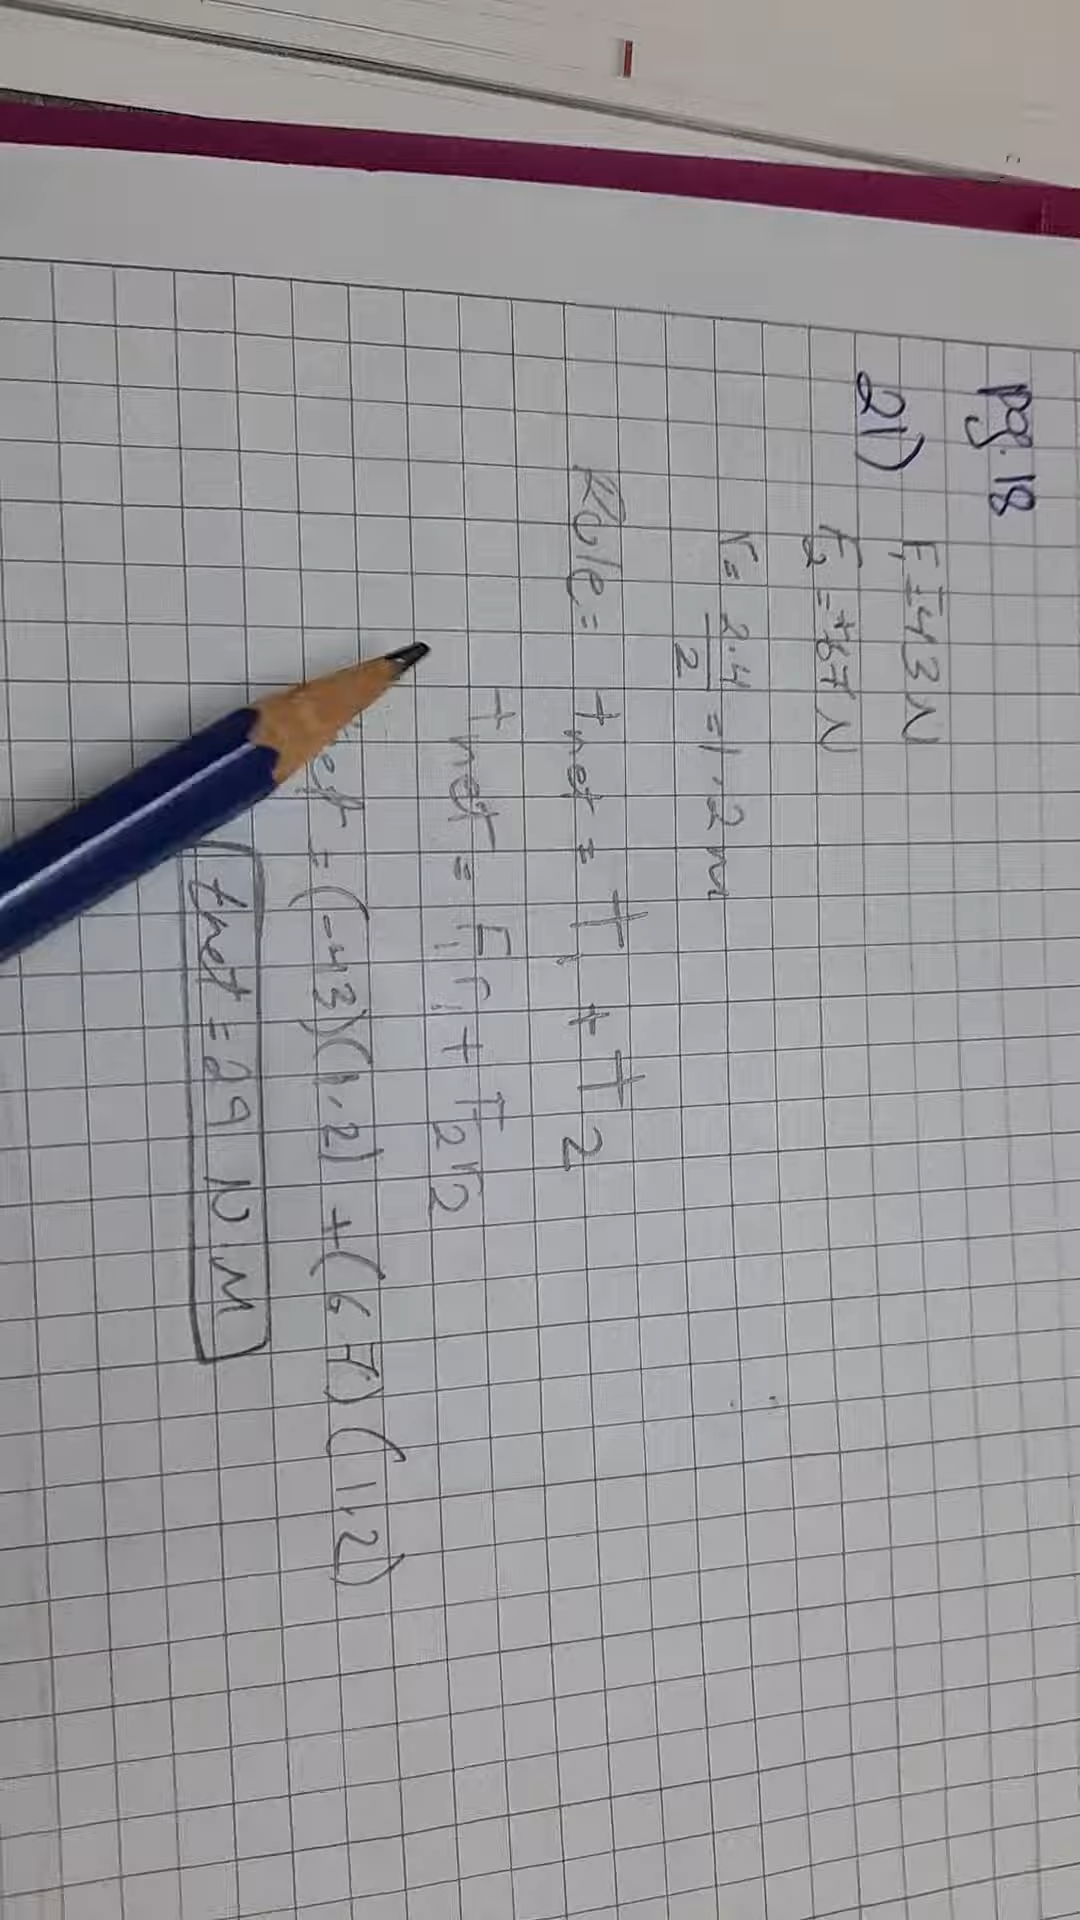 pg. 18
21)
F₁=-43N
F₂=+67N
r= 2.4/2 =1.2m
Rule= τnet = τ₁ + τ2
τnet = F₁r₁ + F2r2
= (-43)(1.2) + (67)(1.2)
τnet = 29 N.M